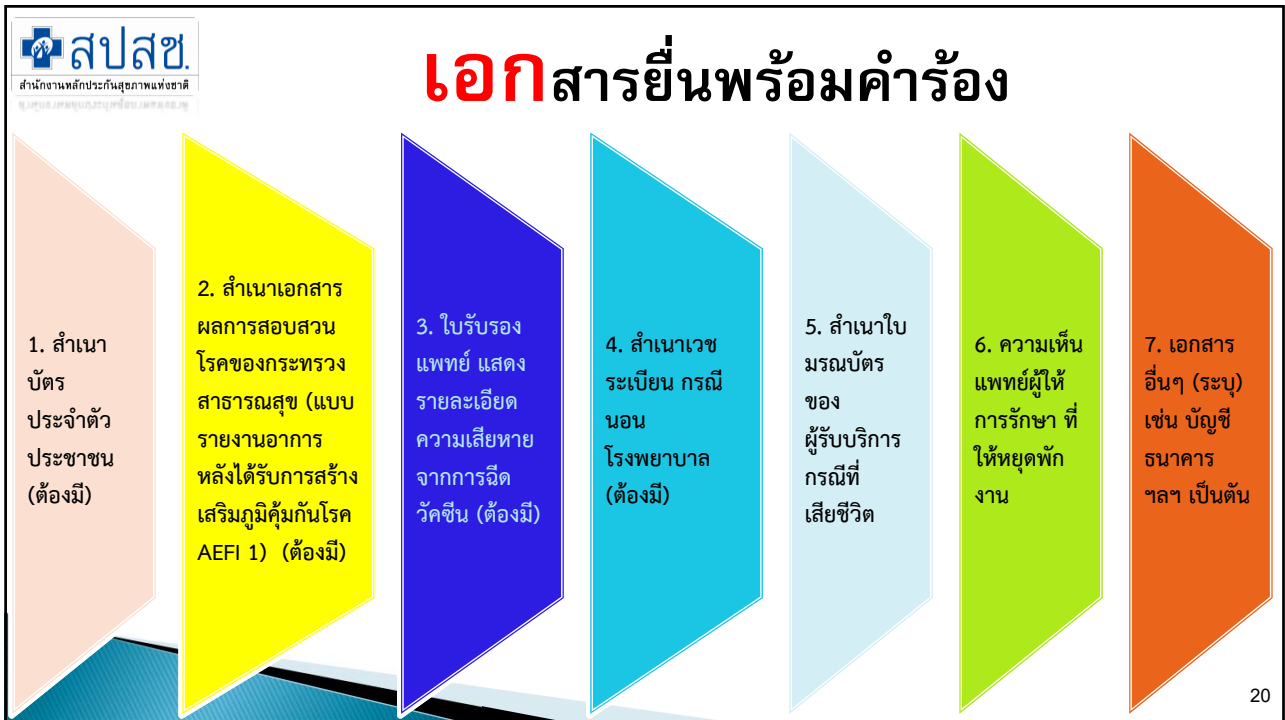 สปสช.
สำนักงานหลักประกันสุขภาพแห่งชาติ
เอกสารยื่นพร้อมคำร้อง
1. สำเนา
บัตร
ประจำตัว
ประชาชน
(ต้องมี)
2. สำเนาเอกสาร
ผลการสอบสวน
โรคของกระทรวง
สาธารณสุข (แบบ
รายงานอาการ
หลังได้รับการสร้าง
เสริมภูมิคุ้มกันโรค
AEFI 1) (ต้องมี)
3. ใบรับรอง
แพทย์ แสดง
รายละเอียด
ความเสียหาย
จากการฉีด
วัคซีน (ต้องมี)
4. สำเนาเวช
ระเบียน กรณี
นอน
โรงพยาบาล
(ต้องมี)
5. สำเนาใบ
มรณบัตร
ของ
ผู้รับบริการ
กรณีที่
เสียชีวิต
6. ความเห็น
แพทย์ผู้ให้
การรักษา ที่
ให้หยุดพัก
งาน
7. เอกสาร
อื่นๆ (ระบุ)
เช่น บัญชี
ธนาคาร
ฯลฯ เป็นตัน
20